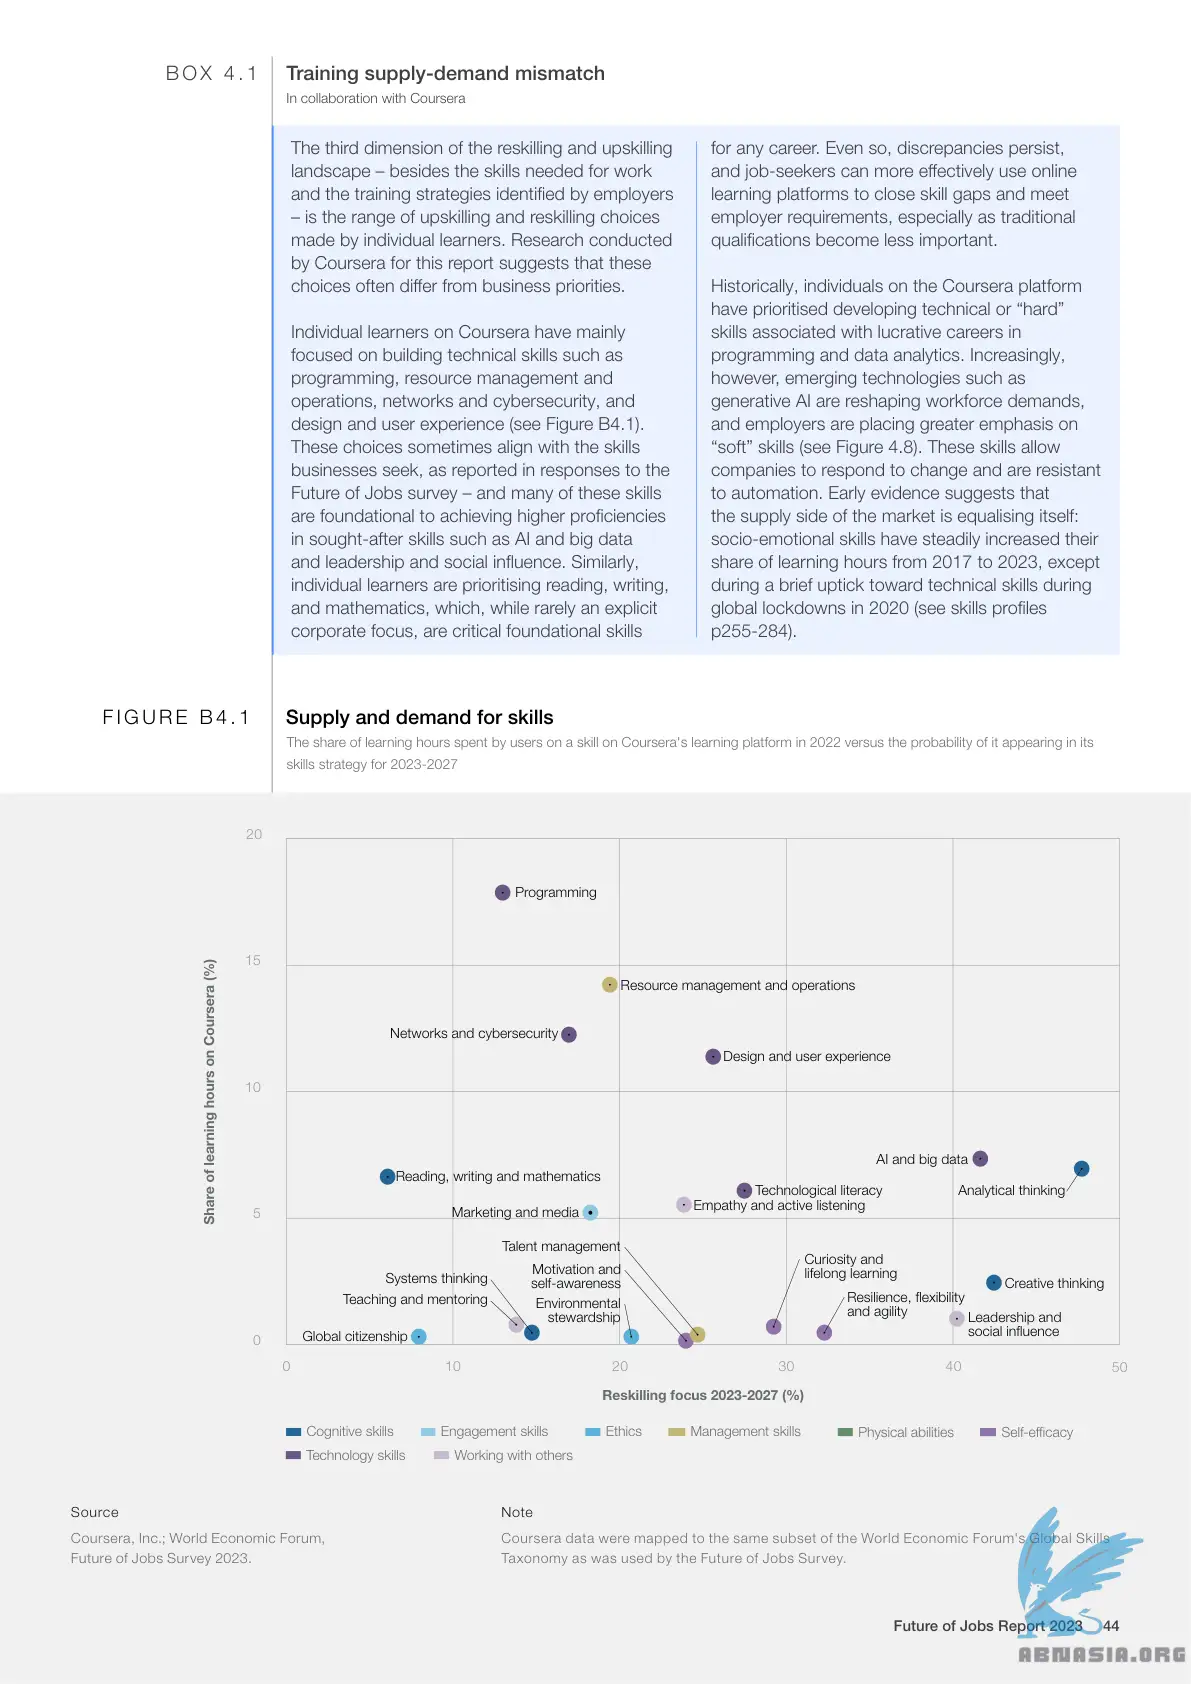 BOX 4.1
Training supply-demand mismatch
In collaboration with Coursera
The third dimension of the reskilling and upskilling
landscape – besides the skills needed for work
and the training strategies identified by employers
– is the range of upskilling and reskilling choices
made by individual learners. Research conducted
by Coursera for this report suggests that these
choices often differ from business priorities.
Individual learners on Coursera have mainly
focused on building technical skills such as
programming, resource management and
operations, networks and cybersecurity, and
design and user experience (see Figure B4.1).
These choices sometimes align with the skills
businesses seek, as reported in responses to the
Future of Jobs survey – and many of these skills
are foundational to achieving higher proficiencies
in sought-after skills such as AI and big data
and leadership and social influence. Similarly,
individual learners are prioritising reading, writing,
and mathematics, which, while rarely an explicit
corporate focus, are critical foundational skills
for any career. Even so, discrepancies persist,
and job-seekers can more effectively use online
learning platforms to close skill gaps and meet
employer requirements, especially as traditional
qualifications become less important.
Historically, individuals on the Coursera platform
have prioritised developing technical or “hard”
skills associated with lucrative careers in
programming and data analytics. Increasingly,
however, emerging technologies such as
generative AI are reshaping workforce demands,
and employers are placing greater emphasis on
“soft” skills (see Figure 4.8). These skills allow
companies to respond to change and are resistant
to automation. Early evidence suggests that
the supply side of the market is equalising itself:
socio-emotional skills have steadily increased their
share of learning hours from 2017 to 2023, except
during a brief uptick toward technical skills during
global lockdowns in 2020 (see skills profiles
p255-284).
FIGURE B4.1
Supply and demand for skills
The share of learning hours spent by users on a skill on Coursera's learning platform in 2022 versus the probability of it appearing in its
skills strategy for 2023-2027
Share of learning hours on Coursera (%)
20
15
10
5
0
Programming
Resource management and operations
Networks and cybersecurity
Design and user experience
AI and big data
Reading, writing and mathematics
Technological literacy
Analytical thinking
Empathy and active listening
Marketing and media
Talent management
Curiosity and
lifelong learning
Motivation and
self-awareness
Systems thinking
Creative thinking
Teaching and mentoring
Environmental
stewardship
Resilience, flexibility
and agility
Leadership and
social influence
Global citizenship
0 10 20 30 40 50
Reskilling focus 2023-2027 (%)
Cognitive skills Engagement skills Ethics Management skills Physical abilities Self-efficacy
Technology skills Working with others
Source
Coursera, Inc.; World Economic Forum,
Future of Jobs Survey 2023.
Note
Coursera data were mapped to the same subset of the World Economic Forum's Global Skills
Taxonomy as was used by the Future of Jobs Survey.
Future of Jobs Report 2023 44
ABNASIA.ORG